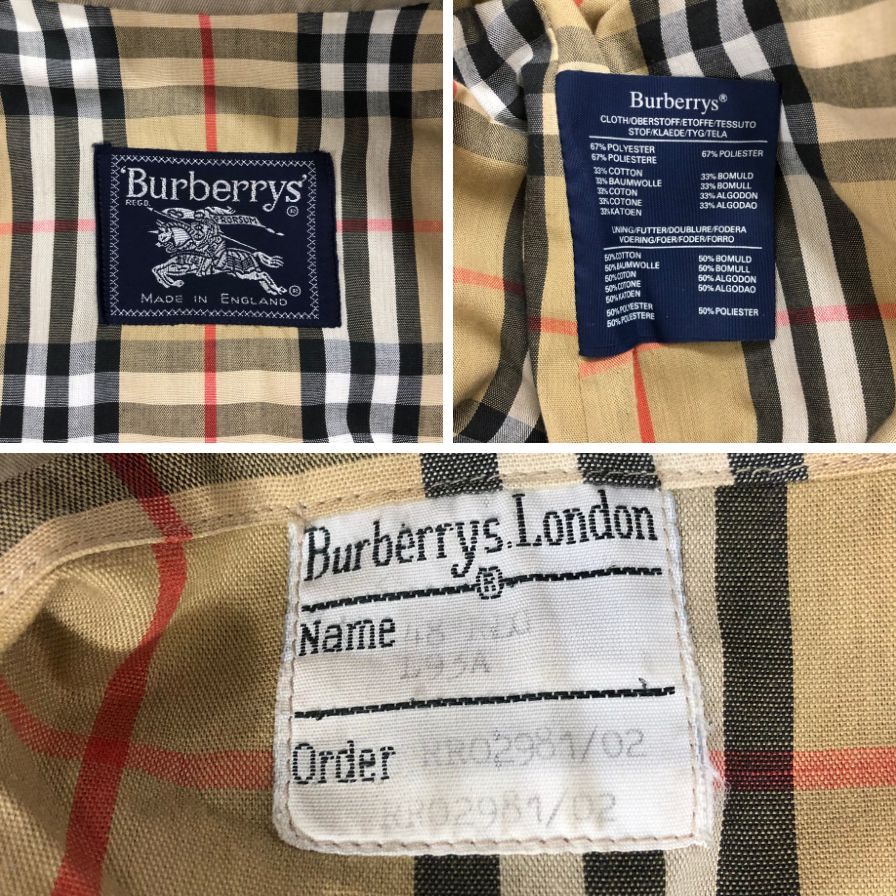 'Burberrys'
REGD.
PRORSUM
MADE IN ENGLAND
Burberrys®
CLOTH/OBERSTOFF/ETOFFE/TESSUTO
STOF/KLAEDE/TYG/TELA
67% POLYESTER
67% POLIESTERE
67% POLIESTER
33% COTTON
33% BAUMWOLLE
33% COTON
33% COTONE
33% KATOEN
33% BOMULD
33% BOMULL
33% ALGODON
33% ALGODAO
LINING/FUTTER/DOUBLURE/FODERA
VOERING/FOER/FODER/FORRO
50% COTTON
50% BAUMWOLLE
50% COTON
50% COTONE
50% KATOEN
50% BOMULD
50% BOMULL
50% ALGODON
50% ALGODAO
50% POLYESTER
50% POLIESTERE
50% POLIESTER
Burberrys. London
®
Name
L93A
Order RR02981/02
RR02981/02